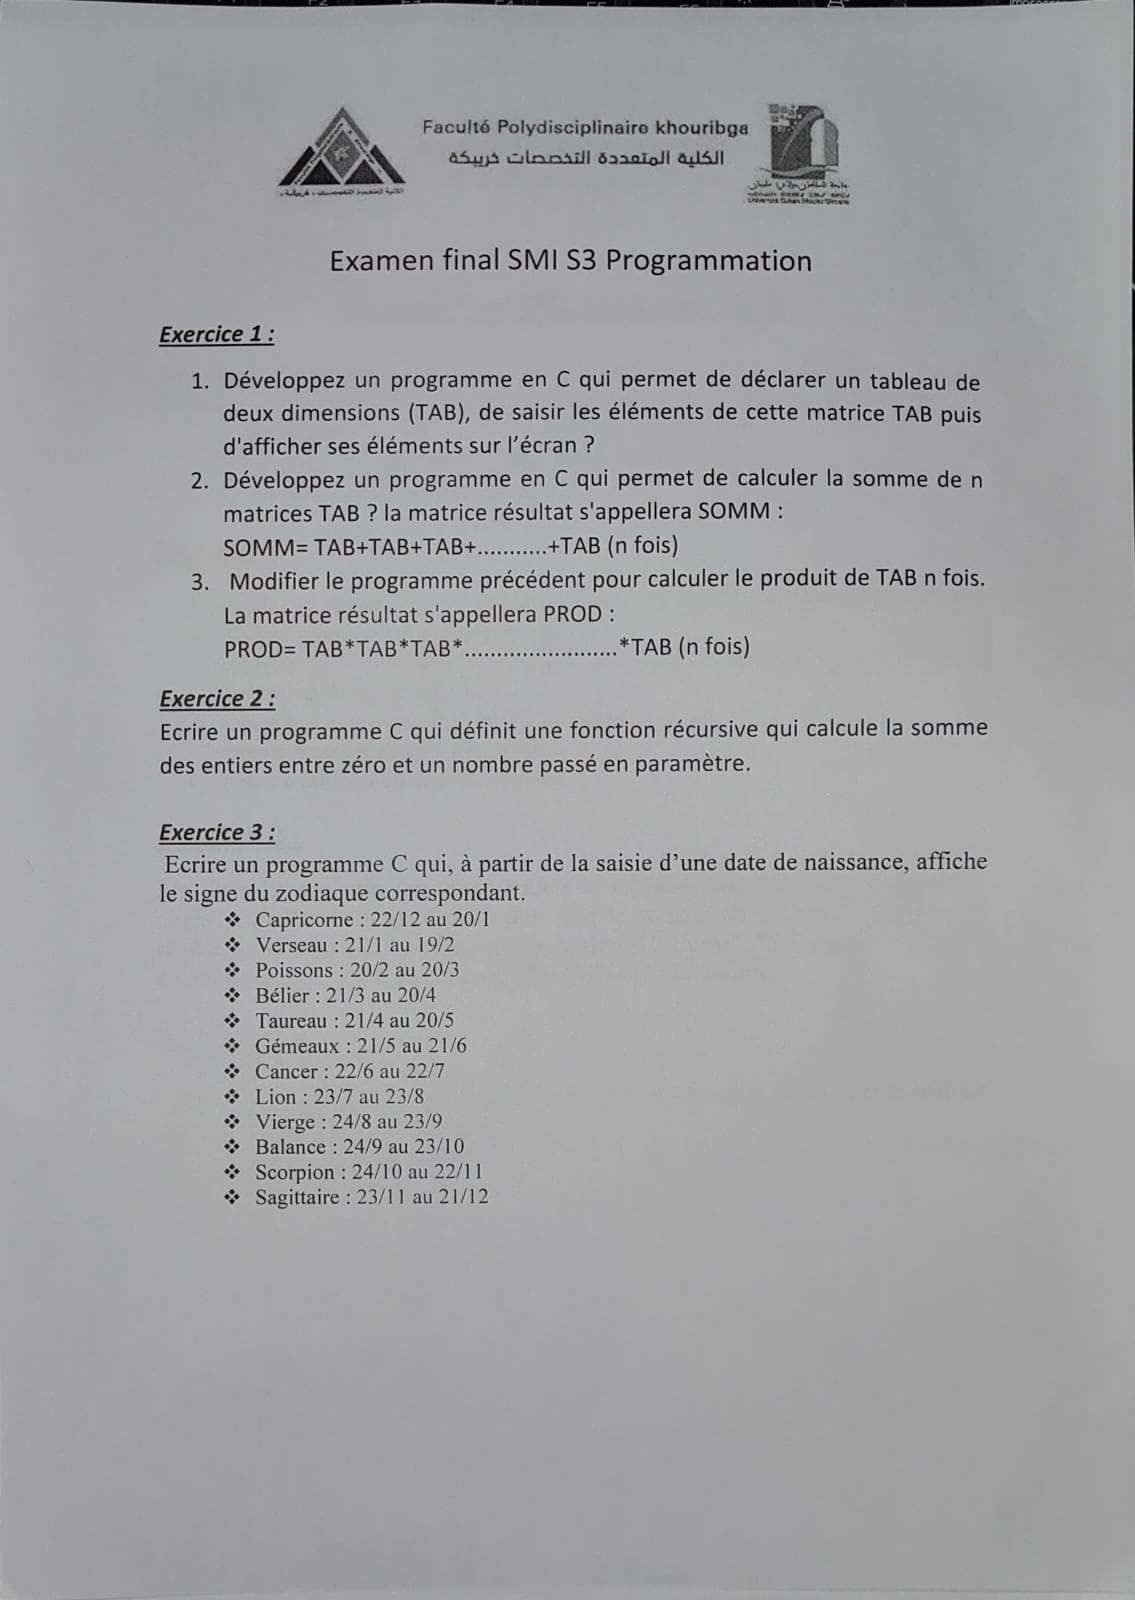 Faculté Polydisciplinaire khouribga
الكلية المتعددة التخصصات خريبكة
Examen final SMI S3 Programmation
Exercice 1 :
1. Développez un programme en C qui permet de déclarer un tableau de
deux dimensions (TAB), de saisir les éléments de cette matrice TAB puis
d'afficher ses éléments sur l’écran ?
2. Développez un programme en C qui permet de calculer la somme de n
matrices TAB ? la matrice résultat s'appellera SOMM :
SOMM= TAB+TAB+TAB+...........+TAB (n fois)
3. Modifier le programme précédent pour calculer le produit de TAB n fois.
La matrice résultat s'appellera PROD :
PROD= TAB*TAB*TAB*........................*TAB (n fois)
Exercice 2 :
Ecrire un programme C qui définit une fonction récursive qui calcule la somme
des entiers entre zéro et un nombre passé en paramètre.
Exercice 3 :
Ecrire un programme C qui, à partir de la saisie d’une date de naissance, affiche
le signe du zodiaque correspondant.
❖ Capricorne : 22/12 au 20/1
❖ Verseau : 21/1 au 19/2
❖ Poissons : 20/2 au 20/3
❖ Bélier : 21/3 au 20/4
❖ Taureau : 21/4 au 20/5
❖ Gémeaux : 21/5 au 21/6
❖ Cancer : 22/6 au 22/7
❖ Lion : 23/7 au 23/8
❖ Vierge : 24/8 au 23/9
❖ Balance : 24/9 au 23/10
❖ Scorpion : 24/10 au 22/11
❖ Sagittaire : 23/11 au 21/12